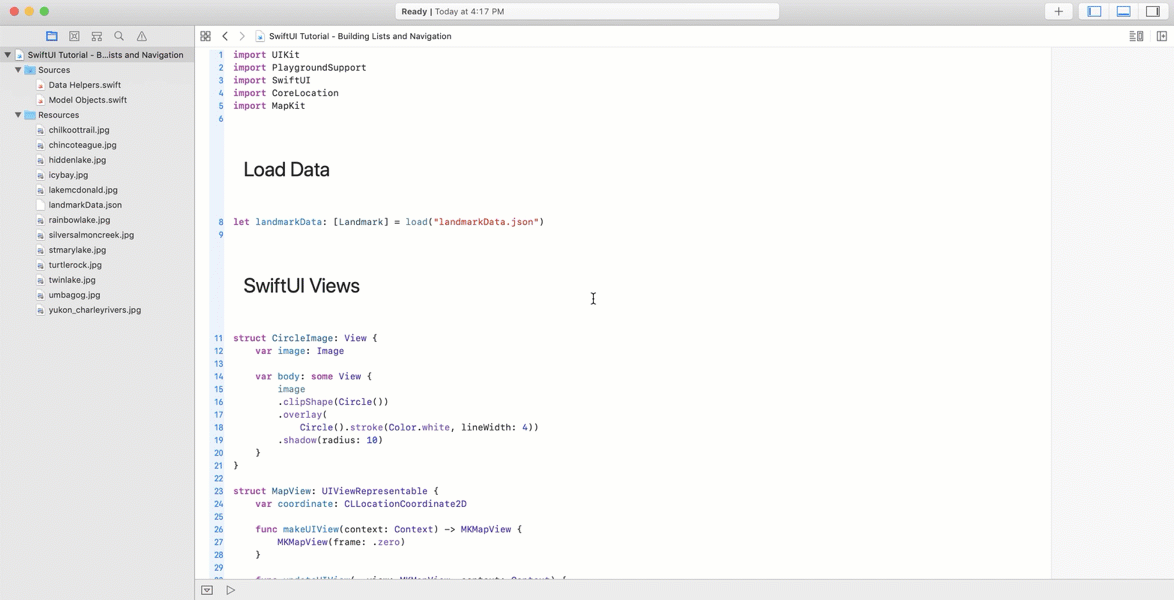 Ready | Today at 4:17 PM
SwiftUI Tutorial - Building Lists and Navigation
SwiftUI Tutorial - B...ists and Navigation
Sources
Data Helpers.swift
Model Objects.swift
Resources
chilkoottrail.jpg
chincoteague.jpg
hiddenlake.jpg
icybay.jpg
lakemcdonald.jpg
landmarkData.json
rainbowlake.jpg
silversalmoncreek.jpg
stmarylake.jpg
turtlerock.jpg
twinlake.jpg
umbagog.jpg
yukon_charleyrivers.jpg
1 import UIKit
2 import PlaygroundSupport
3 import SwiftUI
4 import CoreLocation
5 import MapKit
6
Load Data
8 let landmarkData: [Landmark] = load("landmarkData.json")
9
SwiftUI Views
11 struct CircleImage: View {
12 var image: Image
13
14 var body: some View {
15 image
16 .clipShape(Circle())
17 .overlay(
18 Circle().stroke(Color.white, lineWidth: 4))
19 .shadow(radius: 10)
20 }
21 }
22
23 struct MapView: UIViewRepresentable {
24 var coordinate: CLLocationCoordinate2D
25
26 func makeUIView(context: Context) -> MKMapView {
27 MKMapView(frame: .zero)
28 }
29